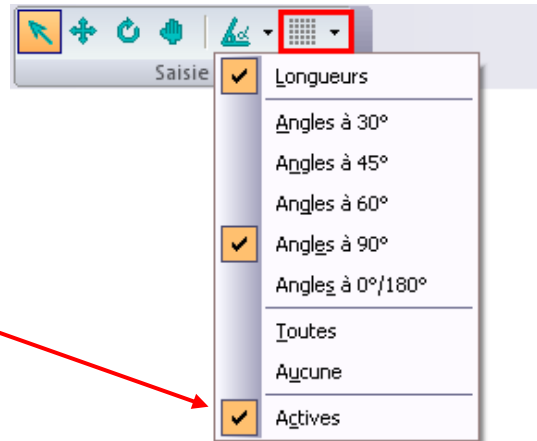 Saisie
Longueurs
Angles à 30°
Angles à 45°
Angles à 60°
Angles à 90°
Angles à 0°/180°
Toutes
Aucune
Actives